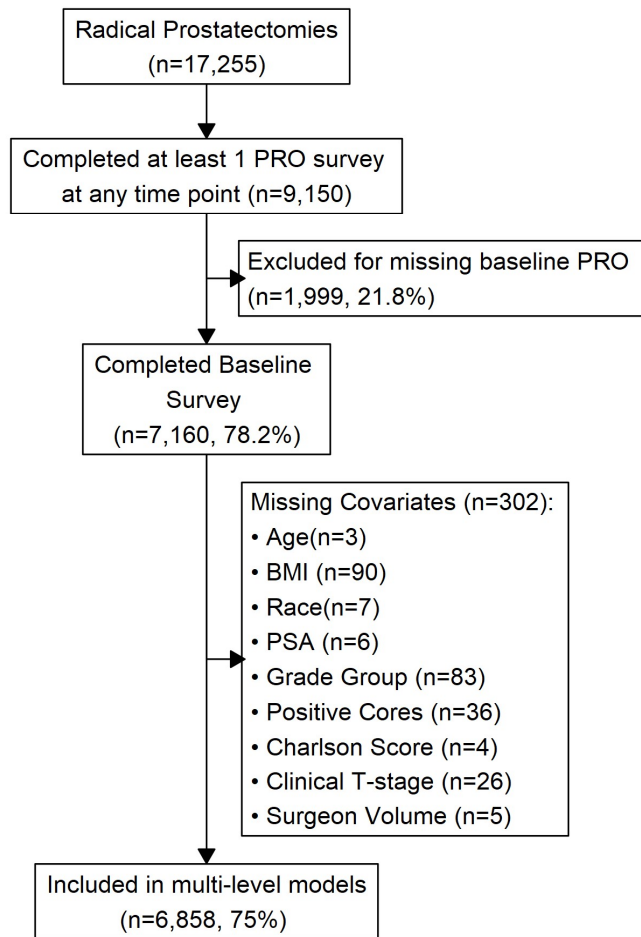 Radical Prostatectomies
(n=17,255)
Completed at least 1 PRO survey
at any time point (n=9,150)
Excluded for missing baseline PRO
(n=1,999, 21.8%)
Completed Baseline
Survey
(n=7,160, 78.2%)
Missing Covariates (n=302):
• Age(n=3)
• BMI (n=90)
• Race(n=7)
• PSA (n=6)
• Grade Group (n=83)
• Positive Cores (n=36)
• Charlson Score (n=4)
• Clinical T-stage (n=26)
• Surgeon Volume (n=5)
Included in multi-level models
(n=6,858, 75%)